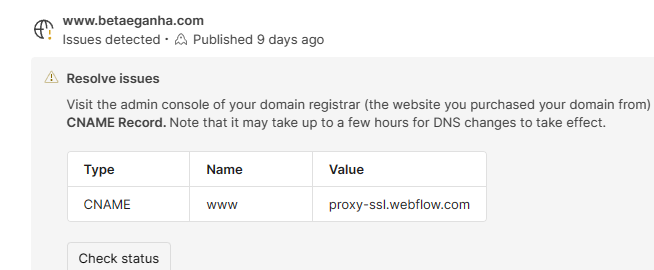 www.betaeganha.com
Issues detected · Published 9 days ago
Resolve issues
Visit the admin console of your domain registrar (the website you purchased your domain from)
CNAME Record. Note that it may take up to a few hours for DNS changes to take effect.
Type Name Value
CNAME www proxy-ssl.webflow.com
Check status